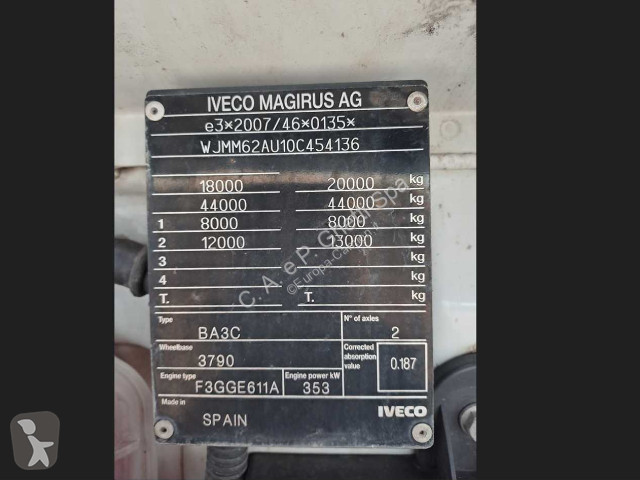 IVECO MAGIRUS AG
e3*2007/46*0135*
WJMM62AU10C454136
18000 20000 kg
44000 44000 kg
1 8000 8000 kg
2 12000 13000 kg
3 kg
4 kg
T. T. kg
Type BA3C N° of axles 2
Wheelbase 3790 Corrected absorption value 0.187
Engine type F3GGE611A Engine power kW 353
Made in SPAIN IVECO
C. A. e P. Global Spa
©Europa-Camion.it